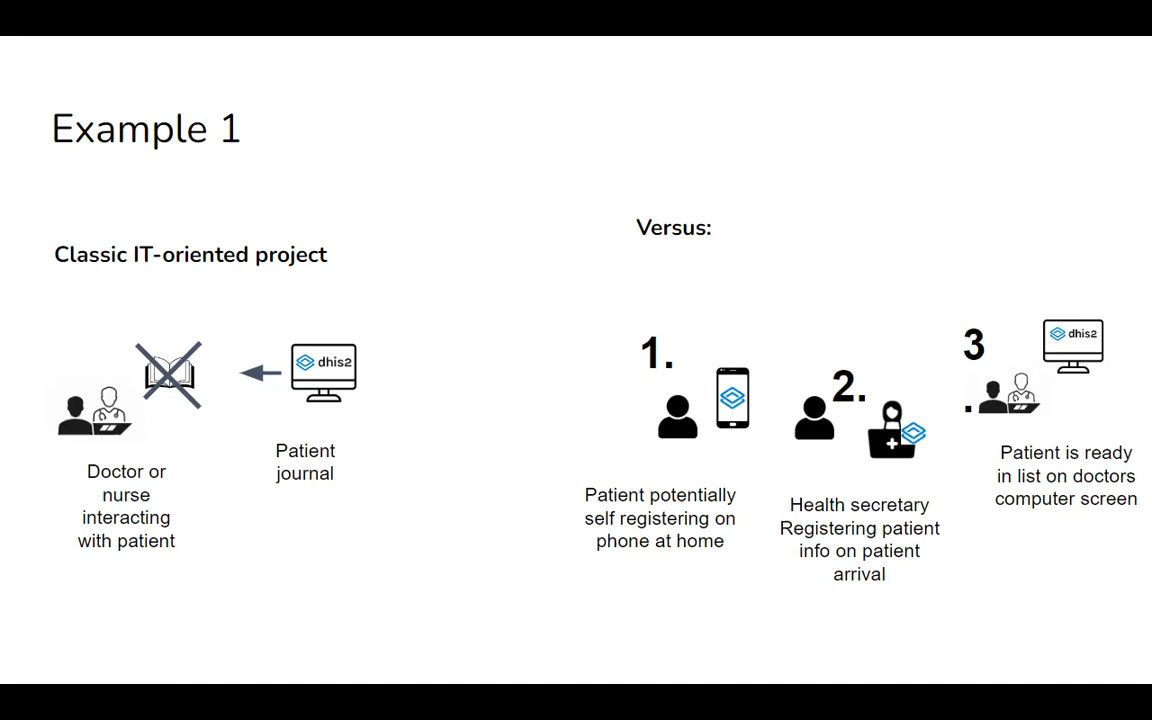 Example 1
Classic IT-oriented project
dhis2
Doctor or
nurse
interacting
with patient
Patient
journal
Versus:
1.
Patient potentially
self registering on
phone at home
2.
Health secretary
Registering patient
info on patient
arrival
3
.
dhis2
Patient is ready
in list on doctors
computer screen